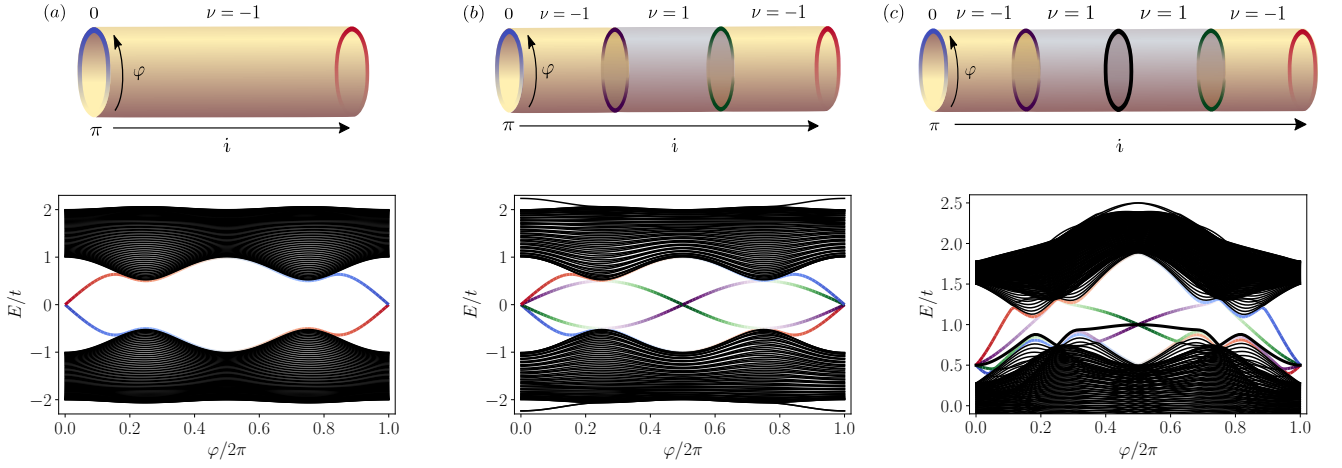 (a) 0 ν = −1
φ
π
i
(b) 0 ν = −1 ν = 1 ν = −1
φ
π
i
(c) 0 ν = −1 ν = 1 ν = 1 ν = −1
φ
π
i
E/t
2
1
0
−1
−2
0.0 0.2 0.4 0.6 0.8 1.0
φ/2π
E/t
2
1
0
−1
−2
0.0 0.2 0.4 0.6 0.8 1.0
φ/2π
E/t
2.5
2.0
1.5
1.0
0.5
0.0
0.0 0.2 0.4 0.6 0.8 1.0
φ/2π